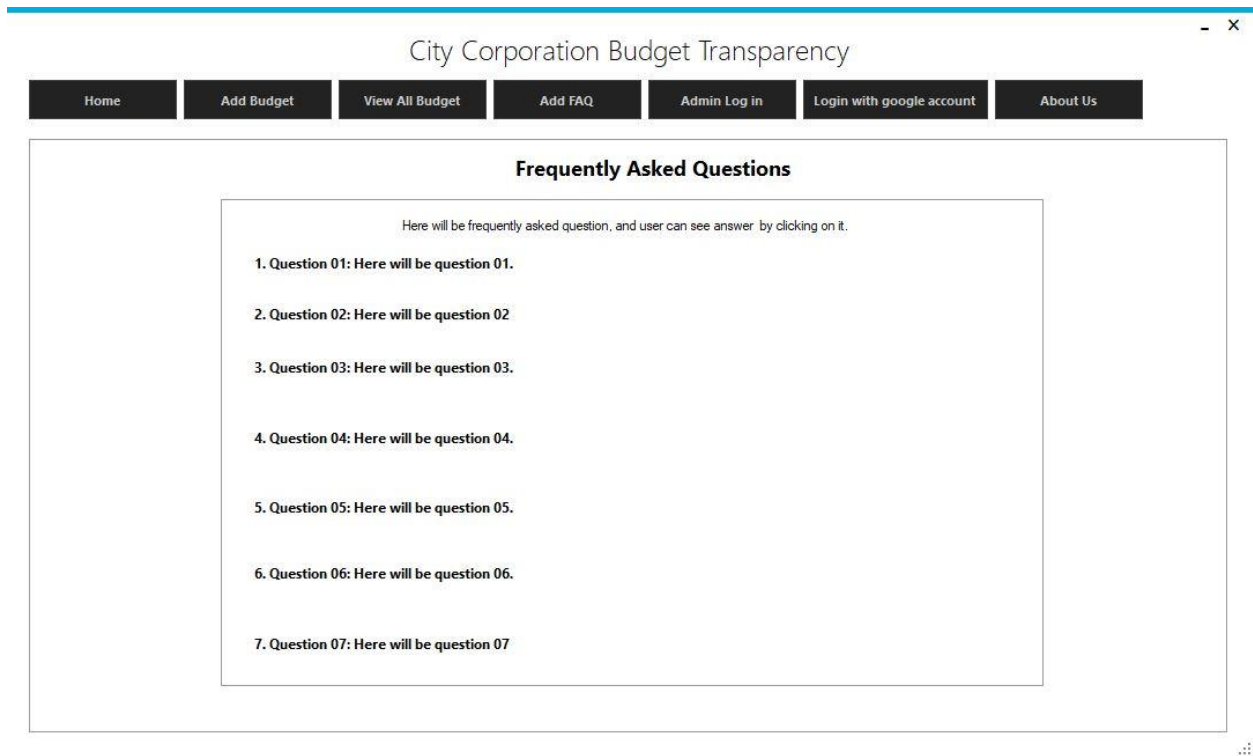 City Corporation Budget Transparency
Home Add Budget View All Budget Add FAQ Admin Log in Login with google account About Us
Frequently Asked Questions
Here will be frequently asked question, and user can see answer by clicking on it.
1. Question 01: Here will be question 01.
2. Question 02: Here will be question 02
3. Question 03: Here will be question 03.
4. Question 04: Here will be question 04.
5. Question 05: Here will be question 05.
6. Question 06: Here will be question 06.
7. Question 07: Here will be question 07